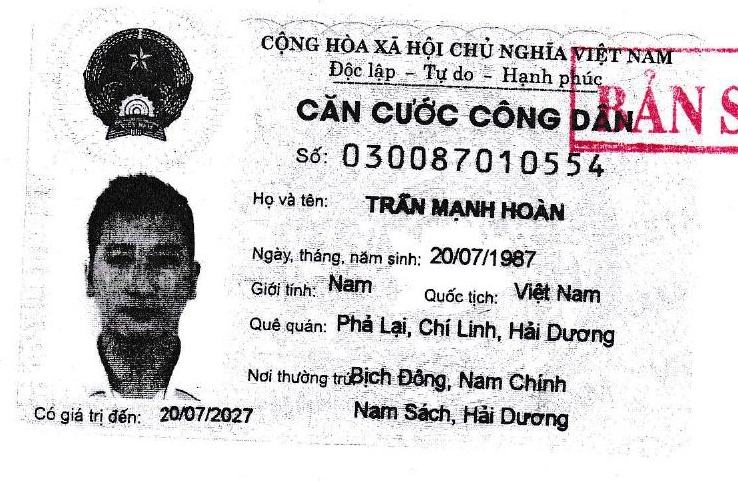 CỘNG HÒA XÃ HỘI CHỦ NGHĨA VIỆT NAM
Độc lập – Tự do – Hạnh phúc
CĂN CƯỚC CÔNG DÂN
BẢN S
Số: 030087010554
Họ và tên: TRẦN MẠNH HOÀN
Ngày, tháng, năm sinh: 20/07/1987
Giới tính: Nam Quốc tịch: Việt Nam
Quê quán: Phả Lại, Chí Linh, Hải Dương
Nơi thường trú: Bịch Đông, Nam Chính
Nam Sách, Hải Dương
Có giá trị đến: 20/07/2027